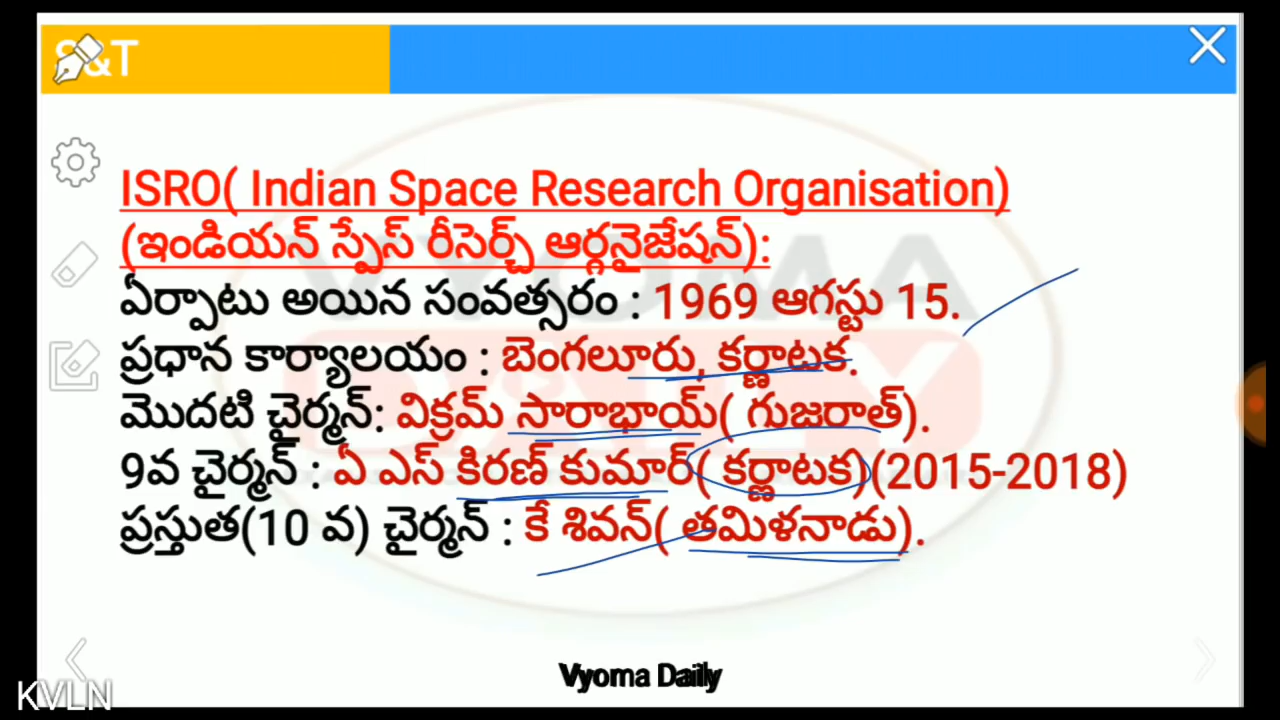 S&T
ISRO( Indian Space Research Organisation)
(ఇండియన్ స్పేస్ రీసెర్చ్ ఆర్గనైజేషన్):
ఏర్పాటు అయిన సంవత్సరం : 1969 ఆగస్టు 15.
ప్రధాన కార్యాలయం : బెంగలూరు, కర్ణాటక.
మొదటి చైర్మన్: విక్రమ్ సారాభాయ్( గుజరాత్).
9వ చైర్మన్ : ఏ ఎస్ కిరణ్ కుమార్( కర్ణాటక)(2015-2018)
ప్రస్తుత(10 వ) చైర్మన్ : కే శివన్( తమిళనాడు).
Vyoma Daily
KVLN